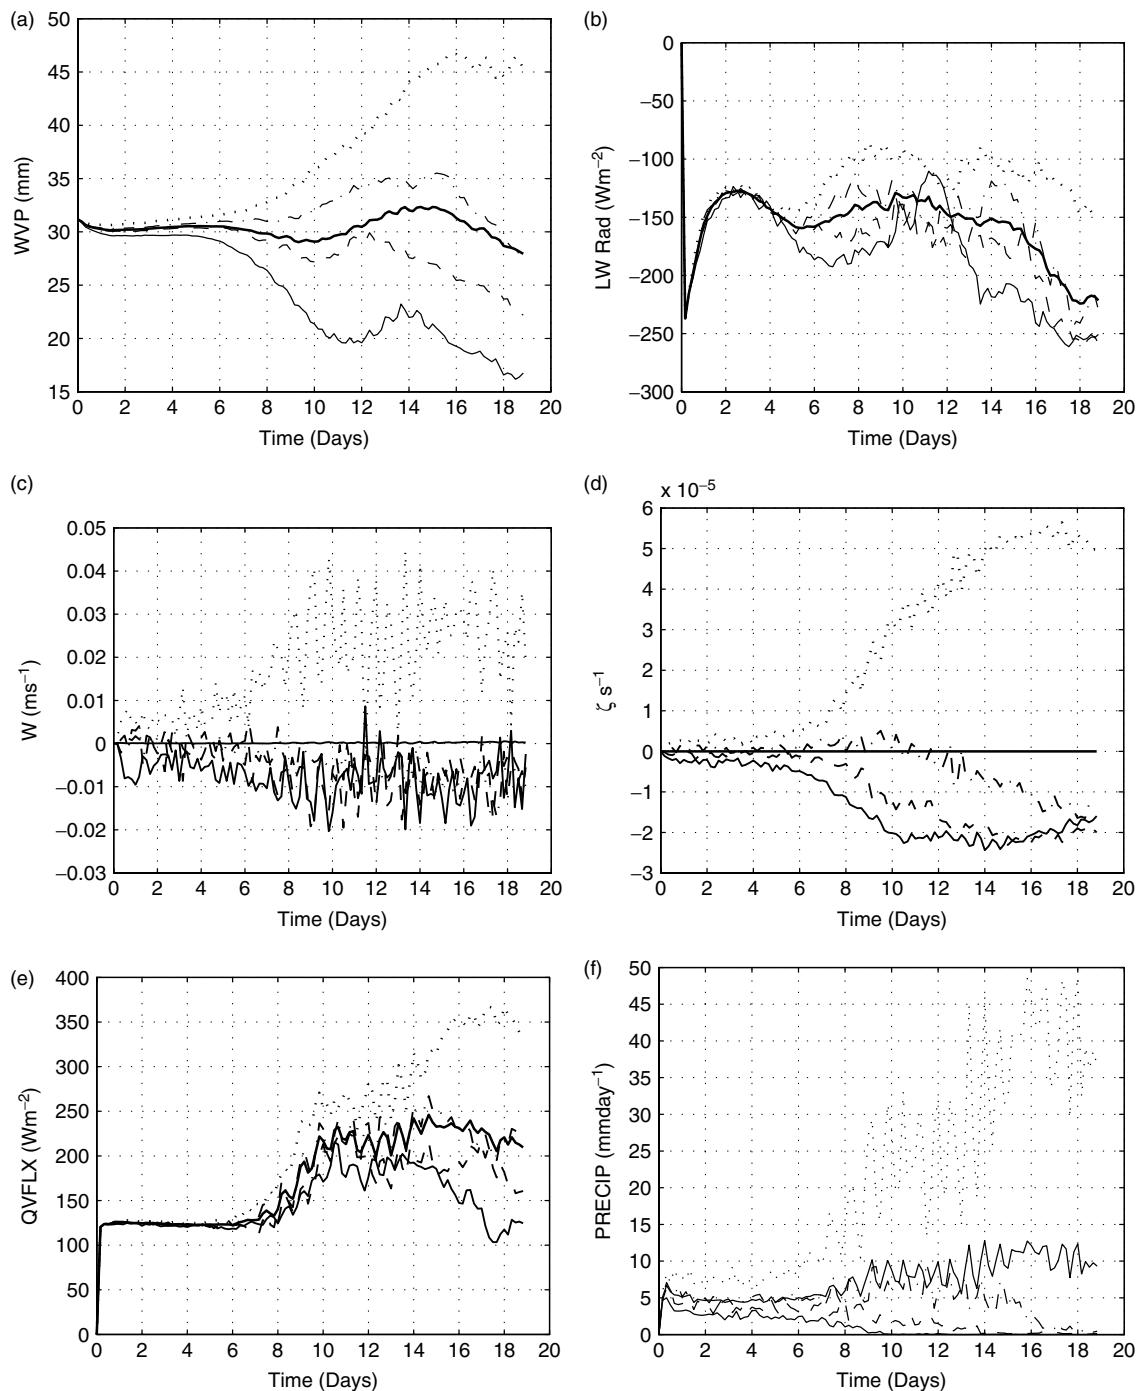 (a)
50
45
40
35
30
25
20
15
WVP (mm)
0 2 4 6 8 10 12 14 16 18 20
Time (Days)
(b)
0
−50
−100
−150
−200
−250
−300
LW Rad (Wm−2)
0 2 4 6 8 10 12 14 16 18 20
Time (Days)
(c)
0.05
0.04
0.03
0.02
0.01
0
−0.01
−0.02
−0.03
W (ms−1)
0 2 4 6 8 10 12 14 16 18 20
Time (Days)
(d)
x 10−5
6
5
4
3
2
1
0
−1
−2
−3
ζ s−1
0 2 4 6 8 10 12 14 16 18 20
Time (Days)
(e)
400
350
300
250
200
150
100
50
0
QVFLX (Wm−2)
0 2 4 6 8 10 12 14 16 18 20
Time (Days)
(f)
50
45
40
35
30
25
20
15
10
5
0
PRECIP (mmday−1)
0 2 4 6 8 10 12 14 16 18 20
Time (Days)